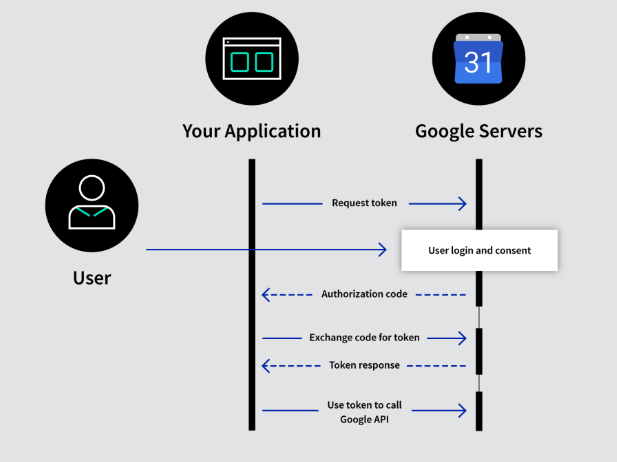 31
Your Application
Google Servers
Request token
User login and consent
User
Authorization code
Exchange code for token
Token response
Use token to call
Google API